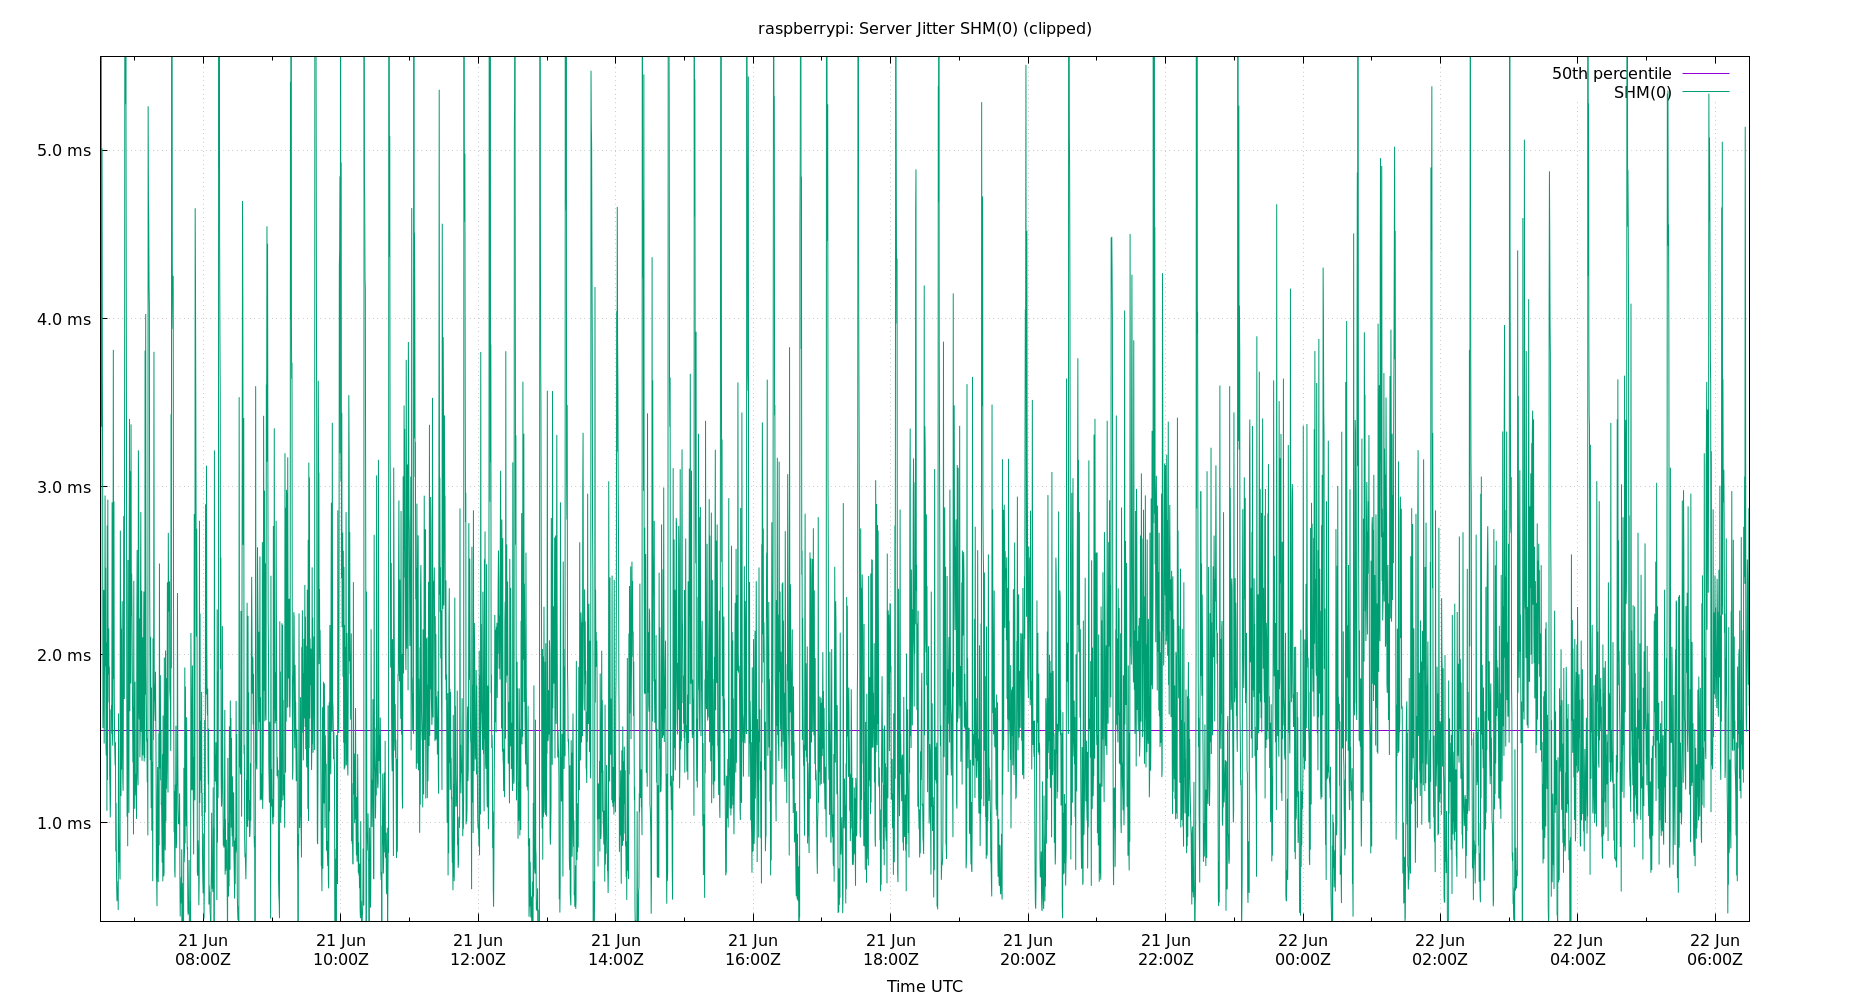 raspberrypi: Server Jitter SHM(0) (clipped)
50th percentile
SHM(0)
5.0 ms
4.0 ms
3.0 ms
2.0 ms
1.0 ms
21 Jun 21 Jun 21 Jun 21 Jun 21 Jun 21 Jun 21 Jun 21 Jun 22 Jun 22 Jun 22 Jun 22 Jun
08:00Z 10:00Z 12:00Z 14:00Z 16:00Z 18:00Z 20:00Z 22:00Z 00:00Z 02:00Z 04:00Z 06:00Z
Time UTC